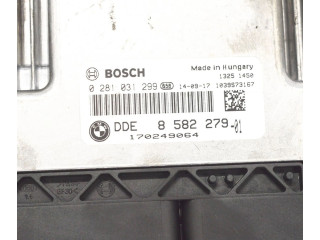 BOSCH
Made in Hungary
1325 1450
0 281 031 299 14-09-17 1039S73167
DDE 8 582 279-01
170249064